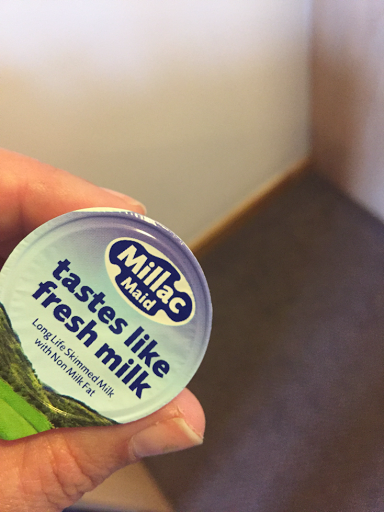 Millac
Maid
tastes like
fresh milk
Long Life Skimmed Milk
with Non Milk Fat